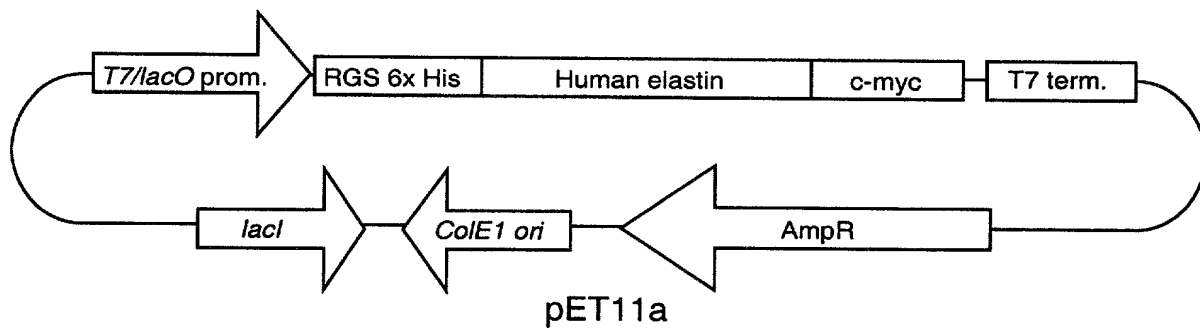 T7/lacO prom.
RGS 6x His
Human elastin
c-myc
T7 term.
lacI
ColE1 ori
AmpR
pET11a